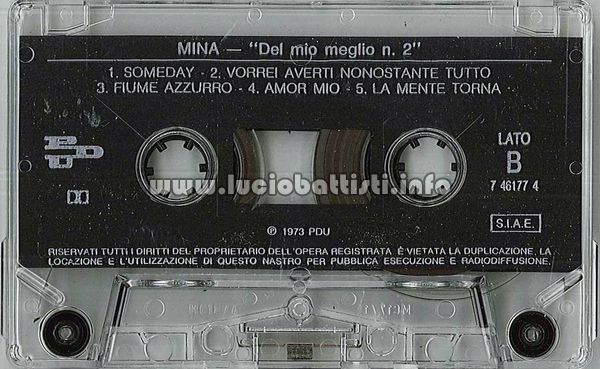 MINA — "Del mio meglio n. 2"
1. SOMEDAY - 2. VORREI AVERTI NONOSTANTE TUTTO
3. FIUME AZZURRO - 4. AMOR MIO - 5. LA MENTE TORNA
PDU
LATO
B
7 46177 4
www.luciobattisti.info
℗ 1973 PDU
S.I.A.E.
RISERVATI TUTTI I DIRITTI DEL PROPRIETARIO DELL'OPERA REGISTRATA. È VIETATA LA DUPLICAZIONE, LA
LOCAZIONE E L'UTILIZZAZIONE DI QUESTO NASTRO PER PUBBLICA ESECUZIONE E RADIODIFFUSIONE.